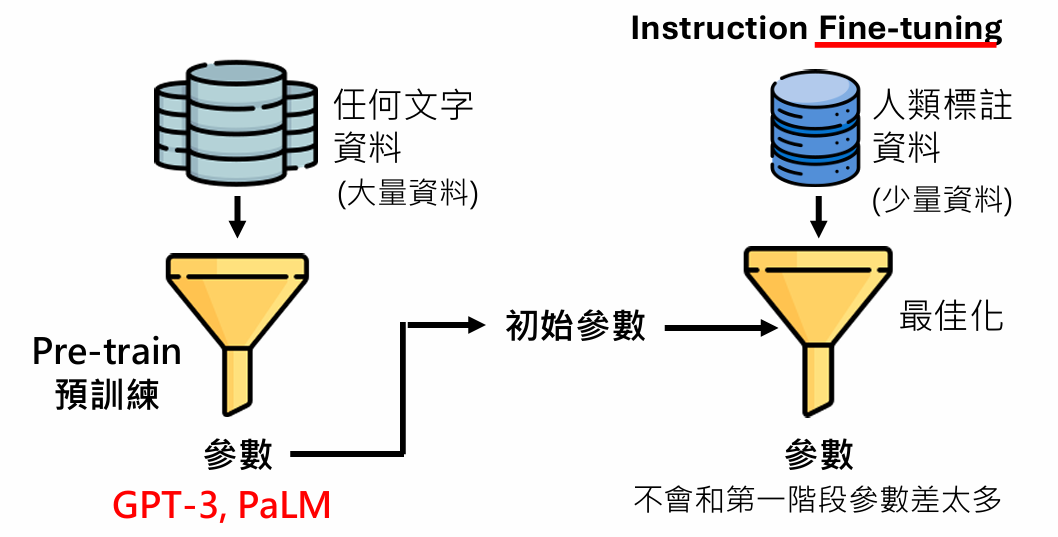 Instruction Fine-tuning
任何文字
資料
(大量資料)
人類標註
資料
(少量資料)
Pre-train
預訓練
初始參數
最佳化
參數
GPT-3, PaLM
參數
不會和第一階段參數差太多